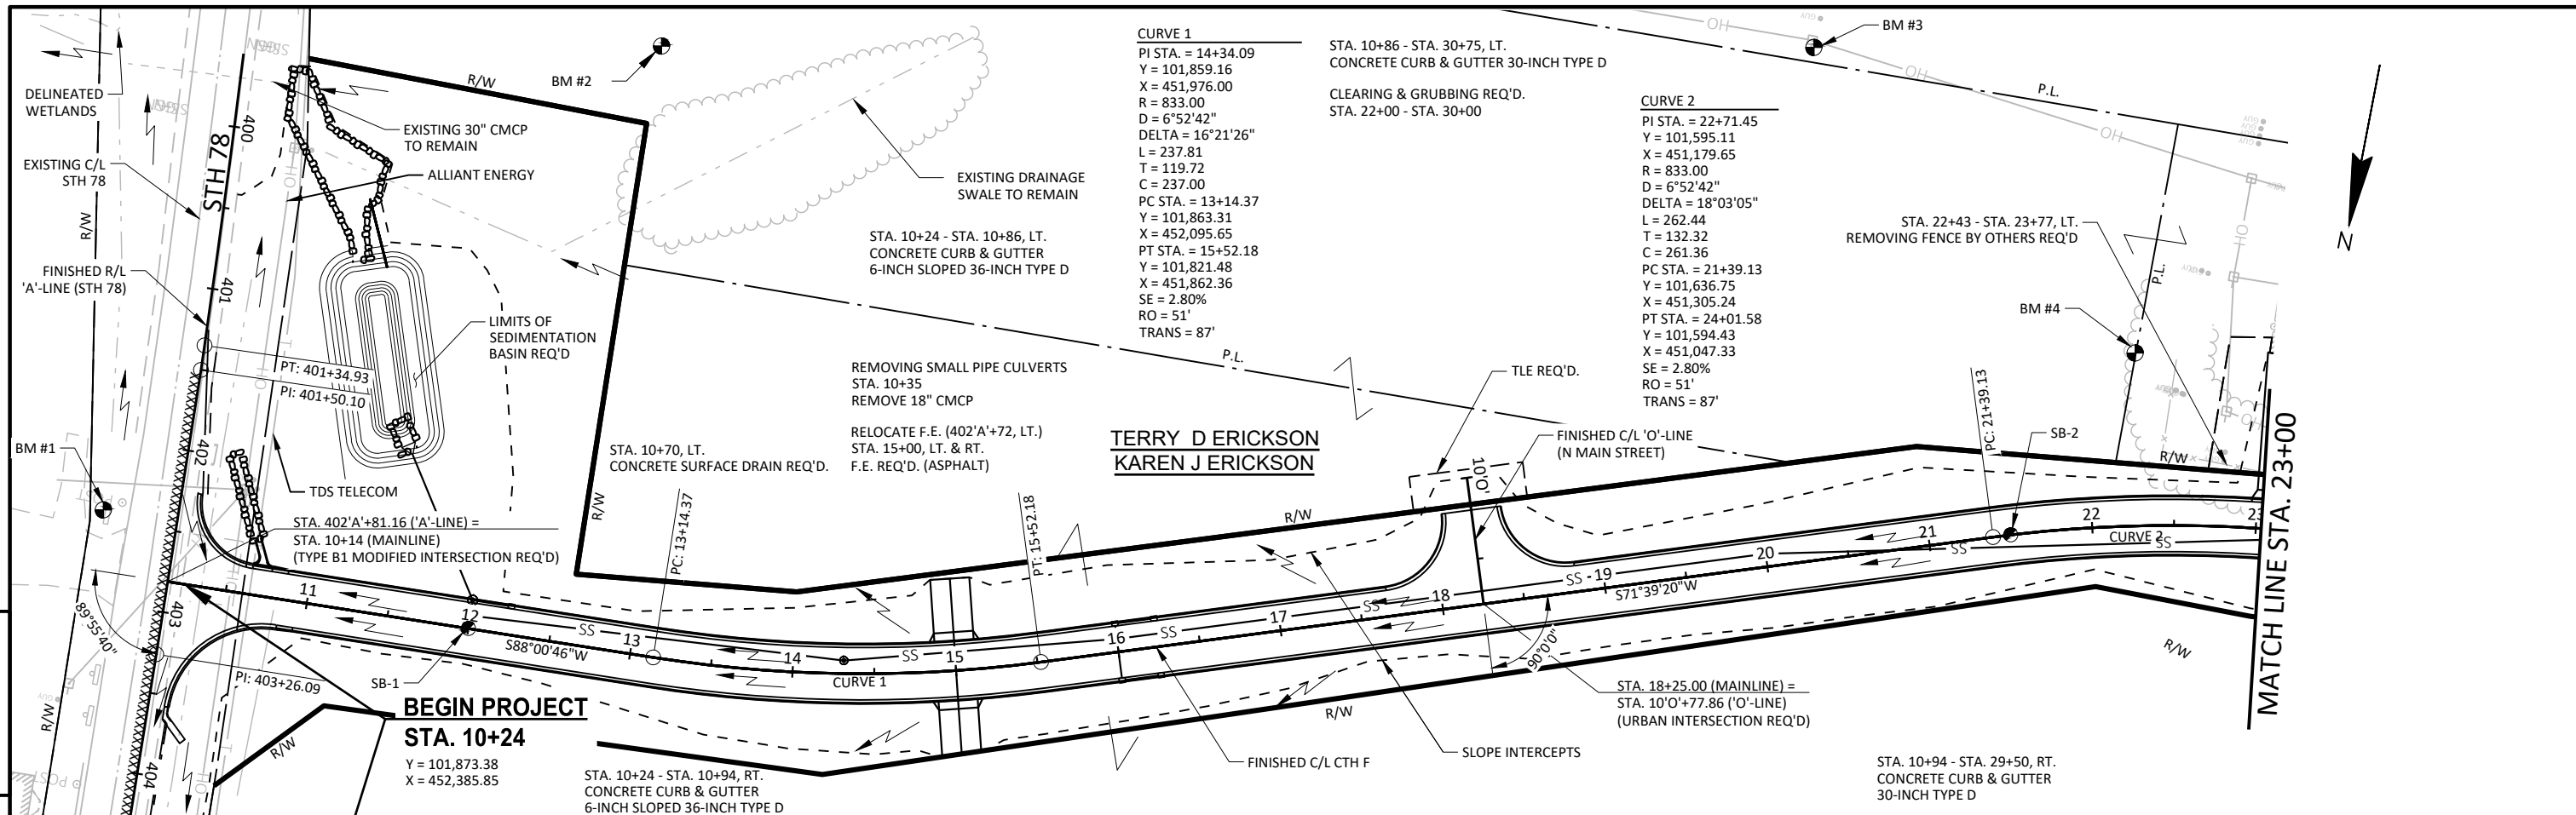 DELINEATED
WETLANDS
EXISTING C/L
STH 78
R/W
FINISHED R/L
'A'-LINE (STH 78)
BM #1
STH 78
400
401
402
403
404
R/W
BM #2
EXISTING 30" CMCP
TO REMAIN
ALLIANT ENERGY
LIMITS OF
SEDIMENTATION
BASIN REQ'D
PT: 401+34.93
PI: 401+50.10
TDS TELECOM
STA. 402'A'+81.16 ('A'-LINE) =
STA. 10+14 (MAINLINE)
(TYPE B1 MODIFIED INTERSECTION REQ'D)
89°55'40"
PI: 403+26.09
R/W
R/W
SB-1
BEGIN PROJECT
STA. 10+24
Y = 101,873.38
X = 452,385.85
EXISTING DRAINAGE
SWALE TO REMAIN
STA. 10+24 - STA. 10+86, LT.
CONCRETE CURB & GUTTER
6-INCH SLOPED 36-INCH TYPE D
REMOVING SMALL PIPE CULVERTS
STA. 10+35
REMOVE 18" CMCP
RELOCATE F.E. (402'A'+72, LT.)
STA. 15+00, LT. & RT.
F.E. REQ'D. (ASPHALT)
STA. 10+70, LT.
CONCRETE SURFACE DRAIN REQ'D.
R/W
PC: 13+14.37
PT: 15+52.18
STA. 10+24 - STA. 10+94, RT.
CONCRETE CURB & GUTTER
6-INCH SLOPED 36-INCH TYPE D
CURVE 1
PI STA. = 14+34.09
Y = 101,859.16
X = 451,976.00
R = 833.00
D = 6°52'42"
DELTA = 16°21'26"
L = 237.81
T = 119.72
C = 237.00
PC STA. = 13+14.37
Y = 101,863.31
X = 452,095.65
PT STA. = 15+52.18
Y = 101,821.48
X = 451,862.36
SE = 2.80%
RO = 51'
TRANS = 87'
STA. 10+86 - STA. 30+75, LT.
CONCRETE CURB & GUTTER 30-INCH TYPE D
CLEARING & GRUBBING REQ'D.
STA. 22+00 - STA. 30+00
P.L.
TERRY D ERICKSON
KAREN J ERICKSON
R/W
CURVE 2
PI STA. = 22+71.45
Y = 101,595.11
X = 451,179.65
R = 833.00
D = 6°52'42"
DELTA = 18°03'05"
L = 262.44
T = 132.32
C = 261.36
PC STA. = 21+39.13
Y = 101,636.75
X = 451,305.24
PT STA. = 24+01.58
Y = 101,594.43
X = 451,047.33
SE = 2.80%
RO = 51'
TRANS = 87'
TLE REQ'D.
FINISHED C/L 'O'-LINE
(N MAIN STREET)
10'O'
BM #3
OH
OH
OH
OH
P.L.
P.L.
N
STA. 22+43 - STA. 23+77, LT.
REMOVING FENCE BY OTHERS REQ'D
BM #4
PC: 21+39.13
SB-2
R/W
MATCH LINE STA. 23+00
11
12
SS
13
14
SS
15
16
SS
17
SS
18
SS
19
20
21
SS
22
23
CURVE 2
SS
S88°00'46"W
CURVE 1
S71°39'20"W
90°0'0"
STA. 18+25.00 (MAINLINE) =
STA. 10'O'+77.86 ('O'-LINE)
(URBAN INTERSECTION REQ'D)
SLOPE INTERCEPTS
FINISHED C/L CTH F
R/W
R/W
STA. 10+94 - STA. 29+50, RT.
CONCRETE CURB & GUTTER
30-INCH TYPE D